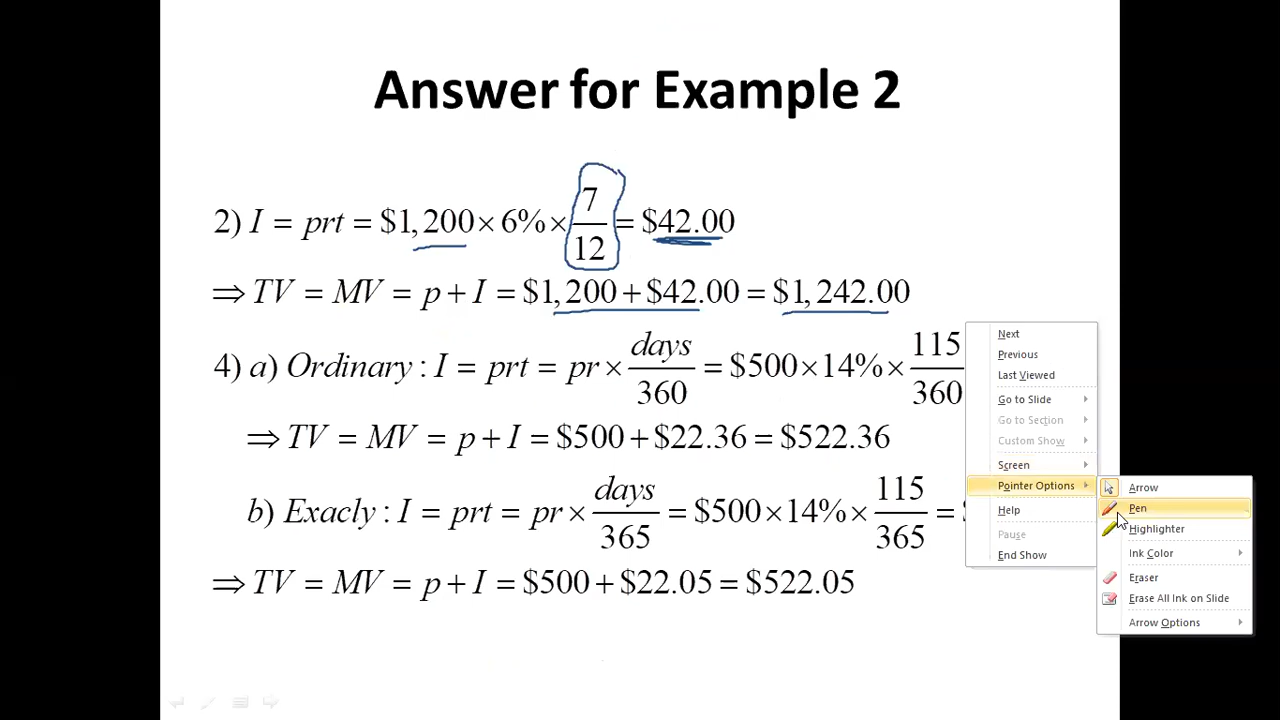 Answer for Example 2
2) I = prt = $1,200 × 6% × 7/12 = $42.00
⇒ TV = MV = p + I = $1,200 + $42.00 = $1,242.00
4) a) Ordinary : I = prt = pr × days/360 = $500 × 14% × 115/360
⇒ TV = MV = p + I = $500 + $22.36 = $522.36
b) Exacly : I = prt = pr × days/365 = $500 × 14% × 115/365 =
⇒ TV = MV = p + I = $500 + $22.05 = $522.05
Next
Previous
Last Viewed
Go to Slide
Go to Section
Custom Show
Screen
Pointer Options
Help
Pause
End Show
Arrow
Pen
Highlighter
Ink Color
Eraser
Erase All Ink on Slide
Arrow Options